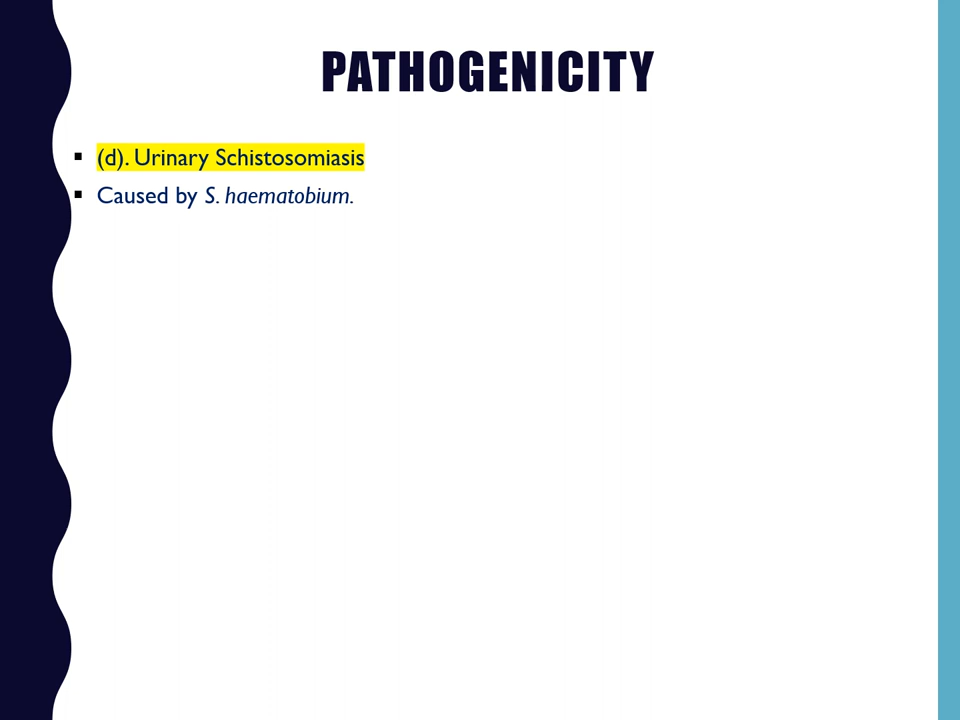 PATHOGENICITY
▪ (d). Urinary Schistosomiasis
▪ Caused by S. haematobium.